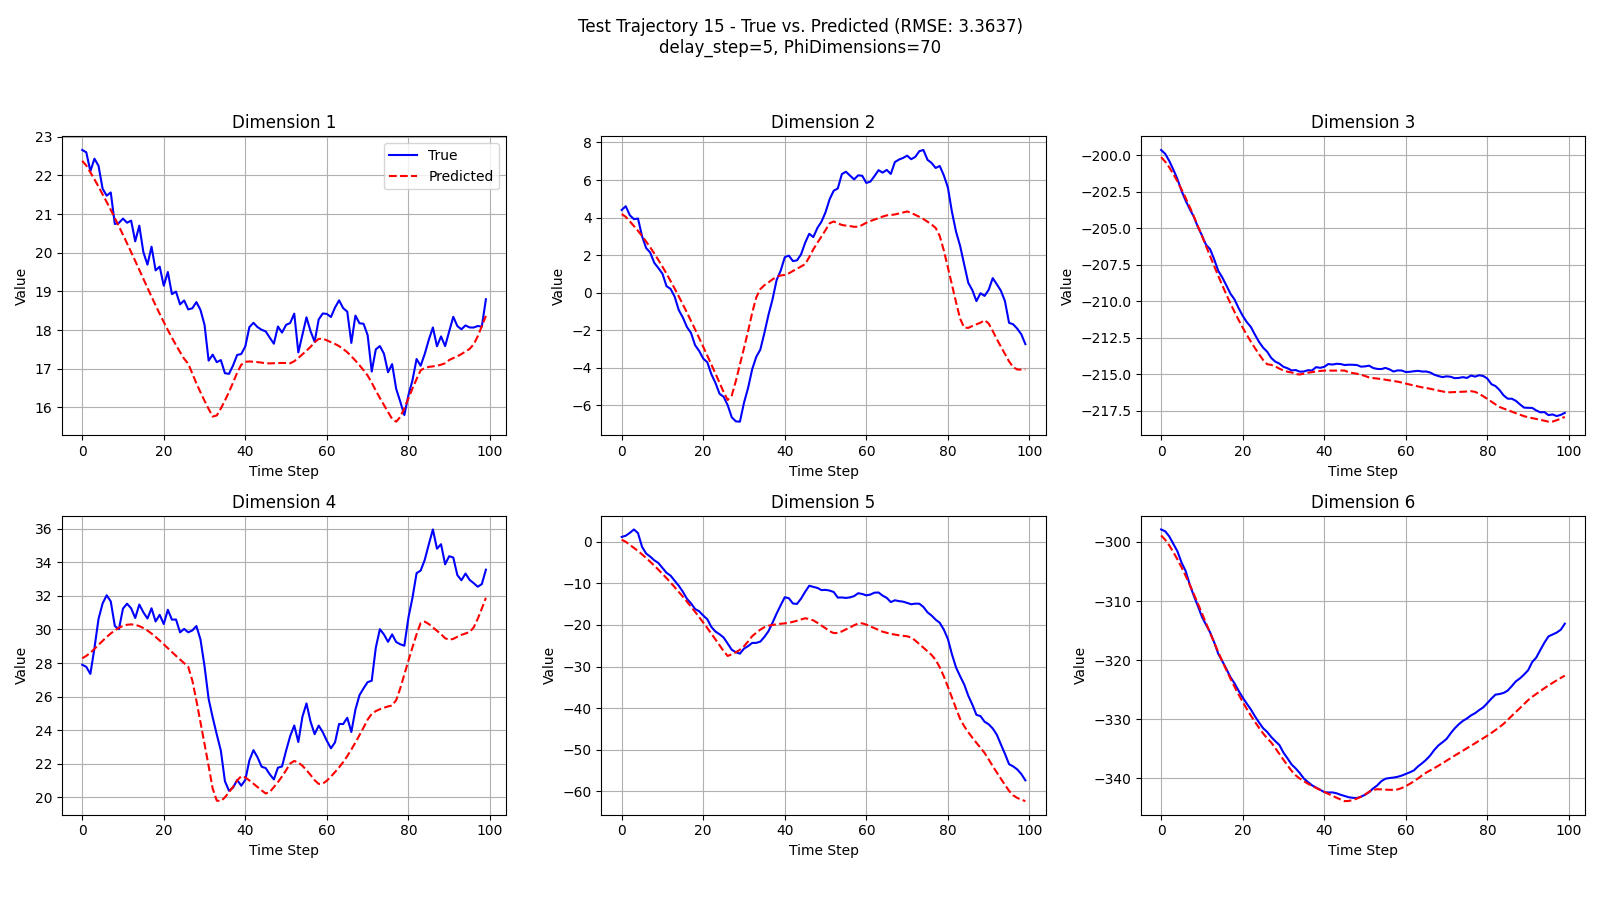 Test Trajectory 15 - True vs. Predicted (RMSE: 3.3637)
delay_step=5, PhiDimensions=70
Dimension 1
23
22
21
20
19
18
17
16
Value
True
Predicted
0 20 40 60 80 100
Time Step
Dimension 2
8
6
4
2
0
−2
−4
−6
Value
0 20 40 60 80 100
Time Step
Dimension 3
−200.0
−202.5
−205.0
−207.5
−210.0
−212.5
−215.0
−217.5
Value
0 20 40 60 80 100
Time Step
Dimension 4
36
34
32
30
28
26
24
22
20
Value
0 20 40 60 80 100
Time Step
Dimension 5
0
−10
−20
−30
−40
−50
−60
Value
0 20 40 60 80 100
Time Step
Dimension 6
−300
−310
−320
−330
−340
Value
0 20 40 60 80 100
Time Step